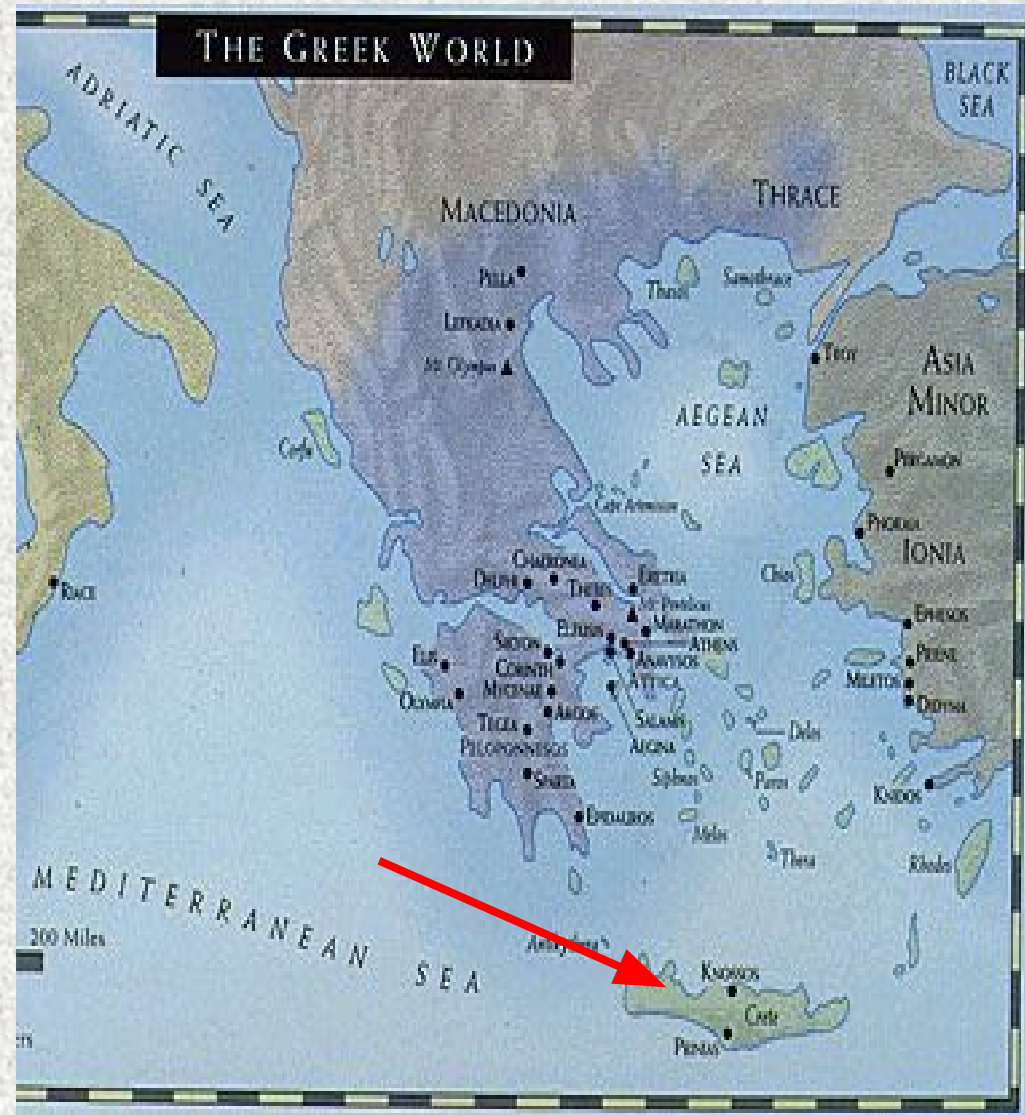 THE GREEK WORLD
ADRIATIC SEA
BLACK
SEA
MACEDONIA
THRACE
PELLA
LEFKADIA
Mt. Olympus
Thasos
Samothrace
TROY
ASIA
MINOR
AEGEAN
SEA
Corfu
PERGAMON
Cape Artemision
PHOKAIA
IONIA
CHAIRONIA
DELPHI
THEBES
ERETRIA
Chios
RIACE
Mt. Pentelikon
MARATHON
ELEUSIS
ATHENS
EPHESOS
SIKYON
ANAVYSOS
PRIENE
ELIS
CORINTH
ATTICA
MILETOS
MYCENAE
OLYMPIA
DIDYMA
ARGOS
SALAMIS
TEGEA
Delos
PELOPONNESOS
AEGINA
SPARTA
Siphnos
Paros
KNIDOS
EPIDAUROS
Melos
Thera
Rhodes
MEDITERRANEAN SEA
200 Miles
KNOSSOS
Crete
PRINIAS